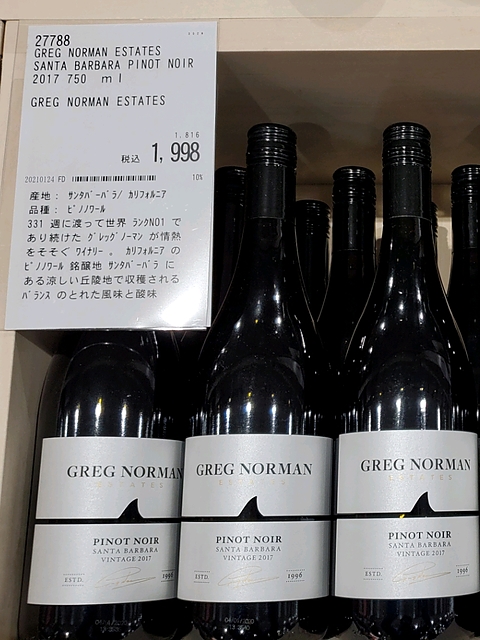 27788
GREG NORMAN ESTATES
SANTA BARBARA PINOT NOIR
2017 750 ml
GREG NORMAN ESTATES
1,816
税込 1,998
20210124 FD
10%
産地: ｻﾝﾀﾊﾞｰﾊﾞﾗ/ ｶﾘﾌｫﾙﾆｱ
品種: ﾋﾟﾉﾉﾜｰﾙ
331 週に渡って世界 ﾗﾝｸNO1 で
あり続けた ｸﾞﾚｯｸﾞﾉｰﾏﾝ が情熱
をそそぐ ﾜｲﾅﾘｰ 。 ｶﾘﾌｫﾙﾆｱ の
ﾋﾟﾉﾉﾜｰﾙ 銘醸地 ｻﾝﾀﾊﾞｰﾊﾞﾗ に
ある涼しい丘陵地で収穫される
ﾊﾞﾗﾝｽ のとれた風味と酸味
GREG NORMAN
ESTATES
PINOT NOIR
SANTA BARBARA
VINTAGE 2017
ESTD.
1996
GREG NORMAN
ESTATES
PINOT NOIR
SANTA BARBARA
VINTAGE 2017
ESTD.
1996
GREG NORMAN
ESTATES
PINOT NOIR
SANTA BARBARA
VINTAGE 2017
ESTD.
1996